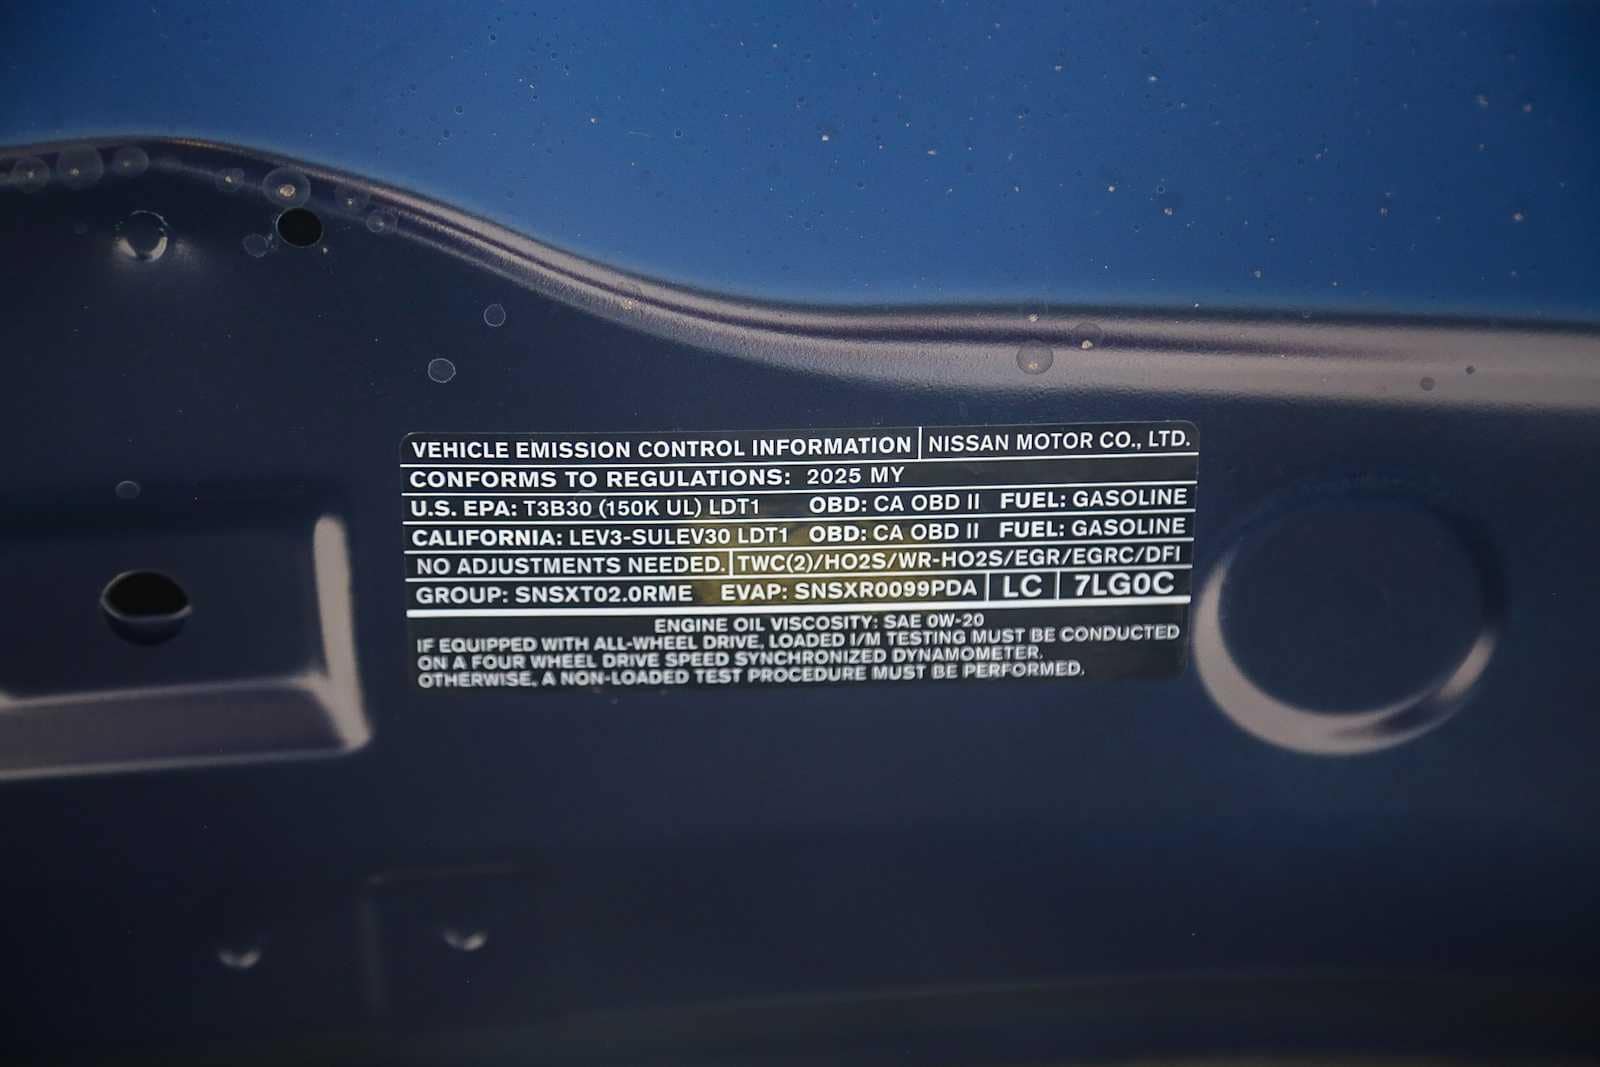 VEHICLE EMISSION CONTROL INFORMATION NISSAN MOTOR CO., LTD.
CONFORMS TO REGULATIONS: 2025 MY
U.S. EPA: T3B30 (150K UL) LDT1 OBD: CA OBD II FUEL: GASOLINE
CALIFORNIA: LEV3-SULEV30 LDT1 OBD: CA OBD II FUEL: GASOLINE
NO ADJUSTMENTS NEEDED. TWC(2)/HO2S/WR-HO2S/EGR/EGRC/DFI
GROUP: SNSXT02.0RME EVAP: SNSXR0099PDA LC 7LG0C
ENGINE OIL VISCOSITY: SAE 0W-20
IF EQUIPPED WITH ALL-WHEEL DRIVE, LOADED I/M TESTING MUST BE CONDUCTED
ON A FOUR WHEEL DRIVE SPEED SYNCHRONIZED DYNAMOMETER.
OTHERWISE, A NON-LOADED TEST PROCEDURE MUST BE PERFORMED.